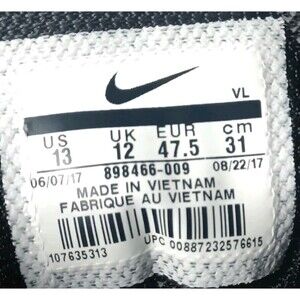 VL
US UK EUR cm
13 12 47.5 31
06/07/17 898466-009 08/22/17
MADE IN VIETNAM
FABRIQUE AU VIETNAM
UPC 00887232576615
107635313